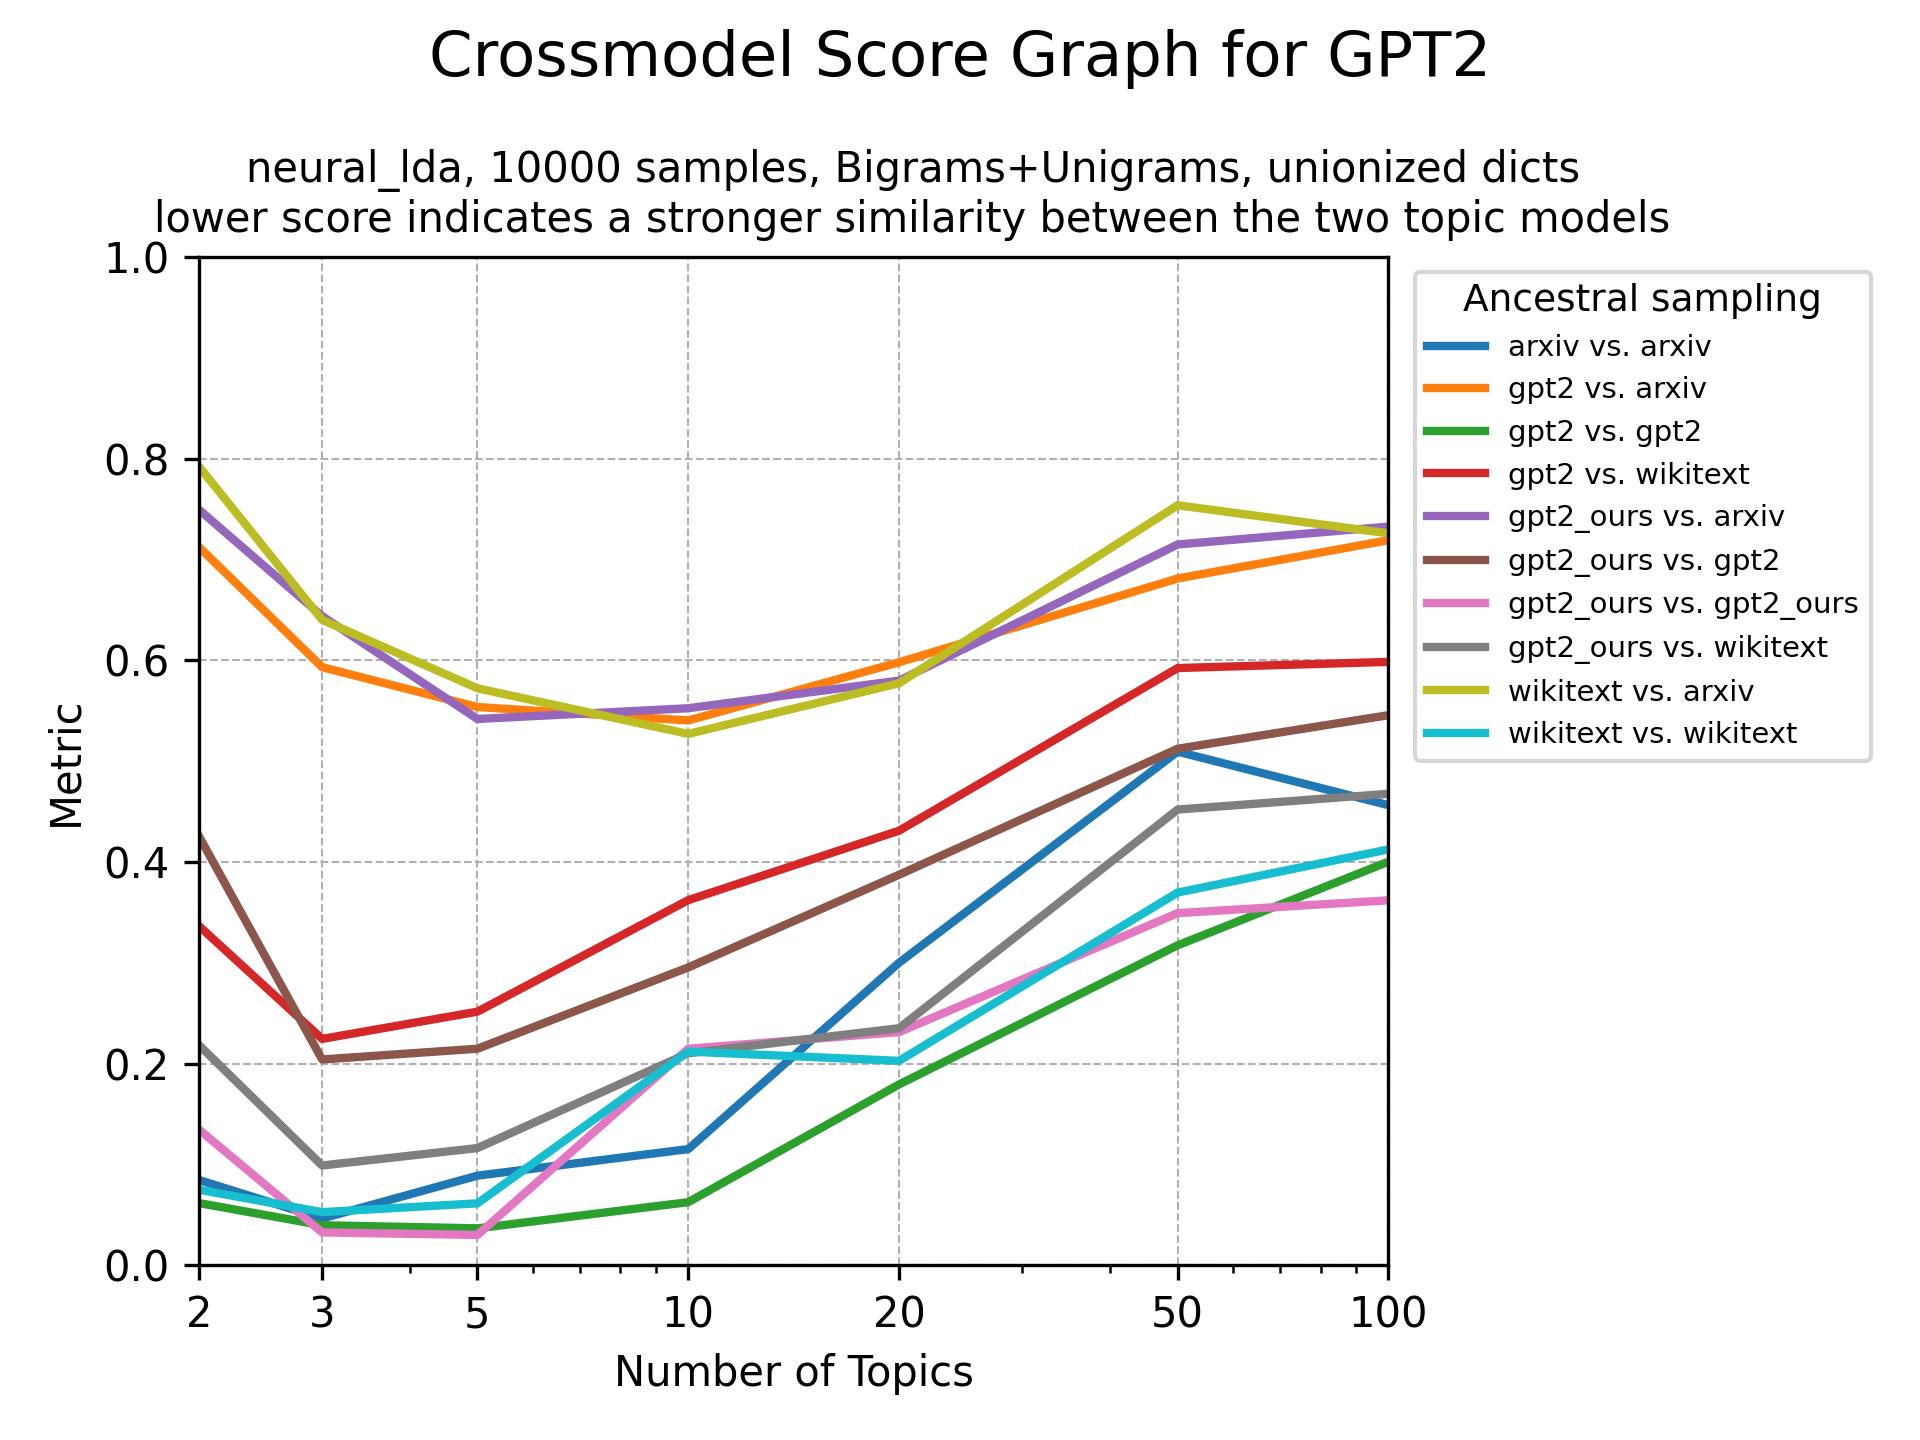 Crossmodel Score Graph for GPT2
neural_lda, 10000 samples, Bigrams+Unigrams, unionized dicts
lower score indicates a stronger similarity between the two topic models
1.0
0.8
0.6
0.4
0.2
0.0
Metric
2 3 5 10 20 50 100
Number of Topics
Ancestral sampling
arxiv vs. arxiv
gpt2 vs. arxiv
gpt2 vs. gpt2
gpt2 vs. wikitext
gpt2_ours vs. arxiv
gpt2_ours vs. gpt2
gpt2_ours vs. gpt2_ours
gpt2_ours vs. wikitext
wikitext vs. arxiv
wikitext vs. wikitext